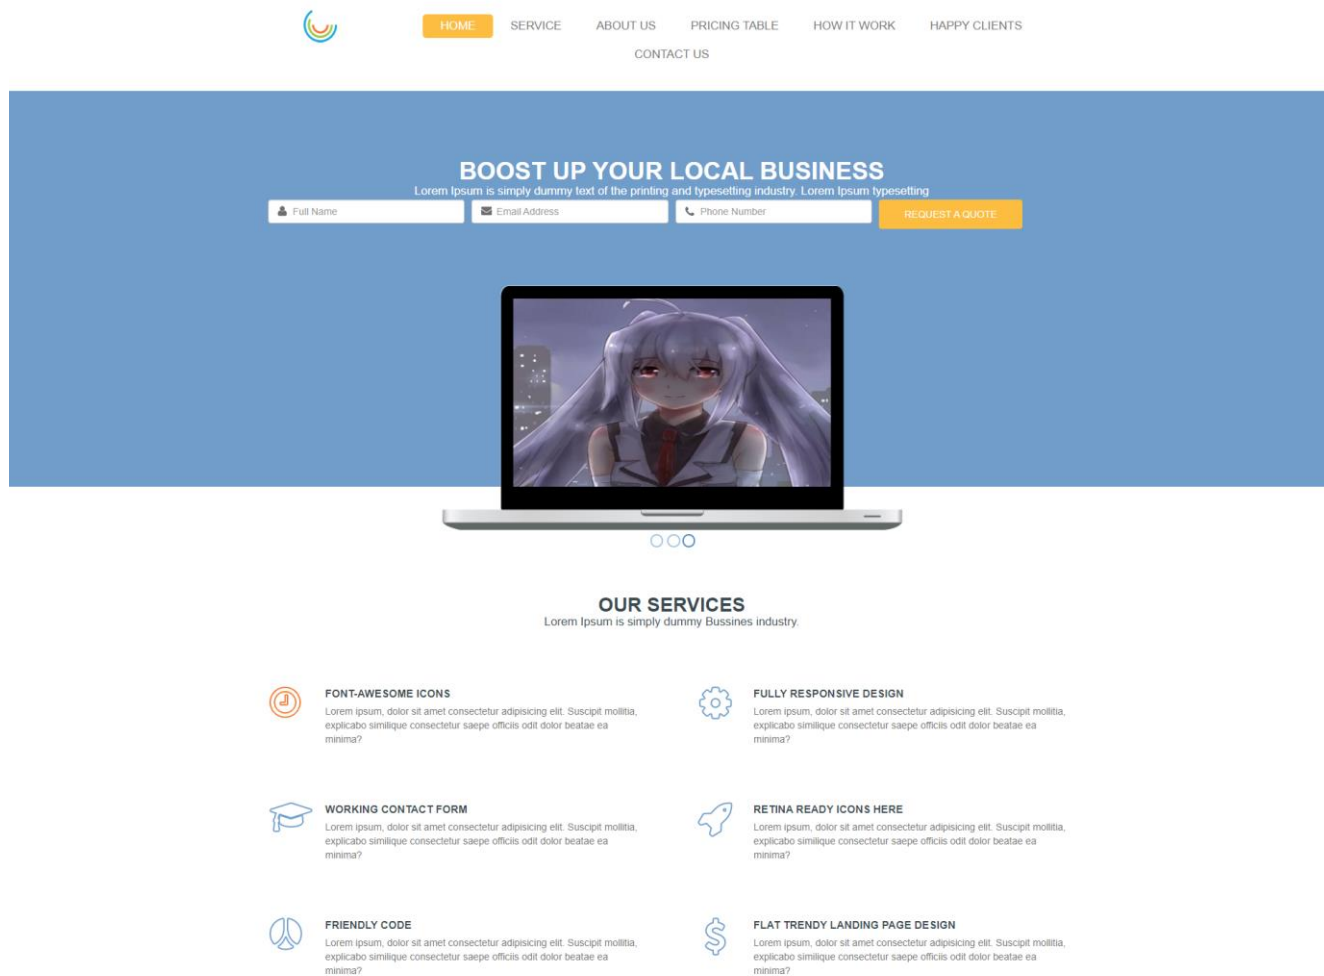 HOME SERVICE ABOUT US PRICING TABLE HOW IT WORK HAPPY CLIENTS
CONTACT US
BOOST UP YOUR LOCAL BUSINESS
Lorem Ipsum is simply dummy text of the printing and typesetting industry. Lorem Ipsum typesetting
Full Name Email Address Phone Number REQUEST A QUOTE
OUR SERVICES
Lorem Ipsum is simply dummy Bussines industry.
FONT-AWESOME ICONS
Lorem ipsum, dolor sit amet consectetur adipisicing elit. Suscipit mollitia,
explicabo similique consectetur saepe officiis odit dolor beatae ea
minima?
FULLY RESPONSIVE DESIGN
Lorem ipsum, dolor sit amet consectetur adipisicing elit. Suscipit mollitia,
explicabo similique consectetur saepe officiis odit dolor beatae ea
minima?
WORKING CONTACT FORM
Lorem ipsum, dolor sit amet consectetur adipisicing elit. Suscipit mollitia,
explicabo similique consectetur saepe officiis odit dolor beatae ea
minima?
RETINA READY ICONS HERE
Lorem ipsum, dolor sit amet consectetur adipisicing elit. Suscipit mollitia,
explicabo similique consectetur saepe officiis odit dolor beatae ea
minima?
FRIENDLY CODE
Lorem ipsum, dolor sit amet consectetur adipisicing elit. Suscipit mollitia,
explicabo similique consectetur saepe officiis odit dolor beatae ea
minima?
FLAT TRENDY LANDING PAGE DESIGN
Lorem ipsum, dolor sit amet consectetur adipisicing elit. Suscipit mollitia,
explicabo similique consectetur saepe officiis odit dolor beatae ea
minima?